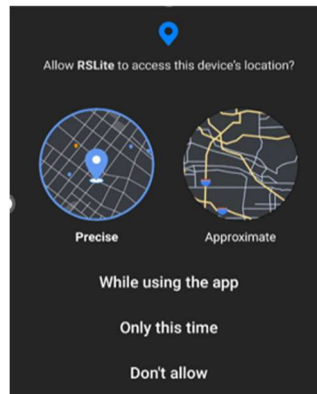 Allow RSLite to access this device's location?
Precise
Approximate
While using the app
Only this time
Don't allow